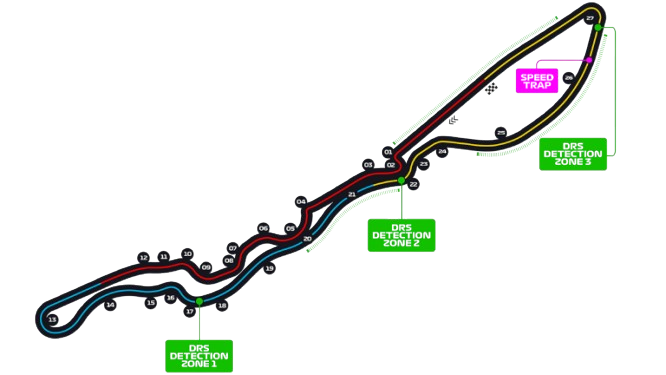 27
SPEED
TRAP
26
25
DRS
DETECTION
ZONE 3
24
23
22
01
02
03
21
04
DRS
DETECTION
ZONE 2
05
06
20
07
08
19
09
10
11
12
18
17
16
15
14
13
DRS
DETECTION
ZONE 1